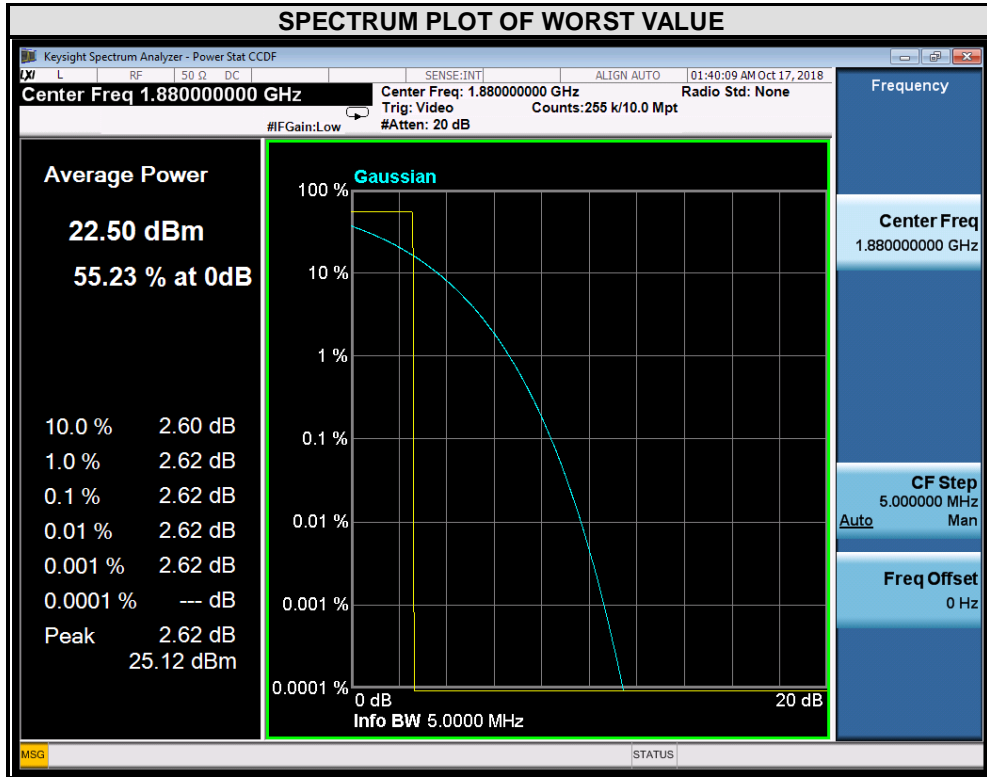 SPECTRUM PLOT OF WORST VALUE
Keysight Spectrum Analyzer - Power Stat CCDF
LXI L RF 50 Ω DC SENSE:INT ALIGN AUTO 01:40:09 AM Oct 17, 2018
Center Freq 1.880000000 GHz
Center Freq: 1.880000000 GHz Radio Std: None
Trig: Video Counts:255 k/10.0 Mpt
#IFGain:Low #Atten: 20 dB
Frequency
Average Power
22.50 dBm
55.23 % at 0dB
10.0 % 2.60 dB
1.0 % 2.62 dB
0.1 % 2.62 dB
0.01 % 2.62 dB
0.001 % 2.62 dB
0.0001 % --- dB
Peak 2.62 dB
25.12 dBm
Gaussian
100 %
10 %
1 %
0.1 %
0.01 %
0.001 %
0.0001 %
0 dB 20 dB
Info BW 5.0000 MHz
Center Freq
1.880000000 GHz
CF Step
5.000000 MHz
Auto Man
Freq Offset
0 Hz
MSG STATUS